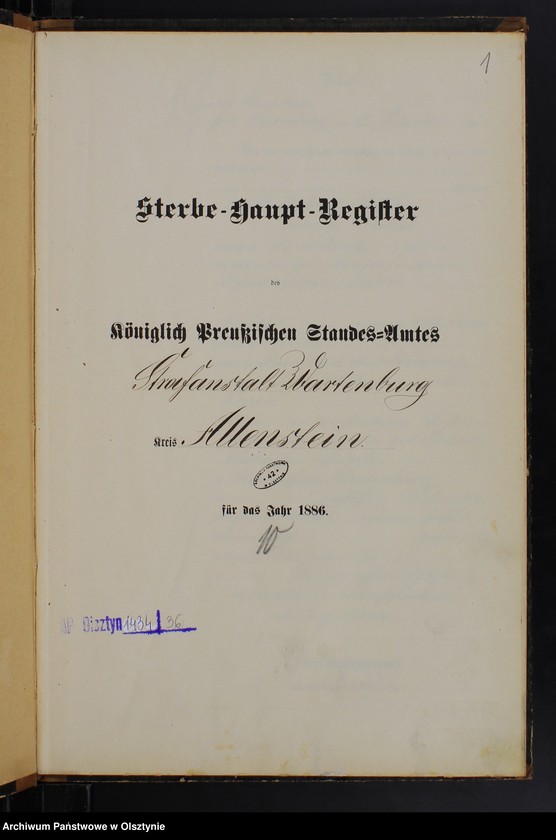 1
Sterbe-Haupt-Register
des
Königlich Preußischen Standes=Amtes
Strafanstalt Wartenburg
Kreis Allenstein.
42
für das Jahr 1886.
10
AP Olsztyn 1434/36
Archiwum Państwowe w Olsztynie